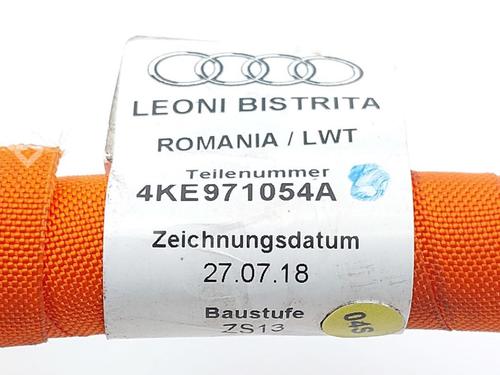 LEONI BISTRITA
ROMANIA / LWT
Teilenummer
4KE971054A
Zeichnungsdatum
27.07.18
Baustufe
ZS13
04S